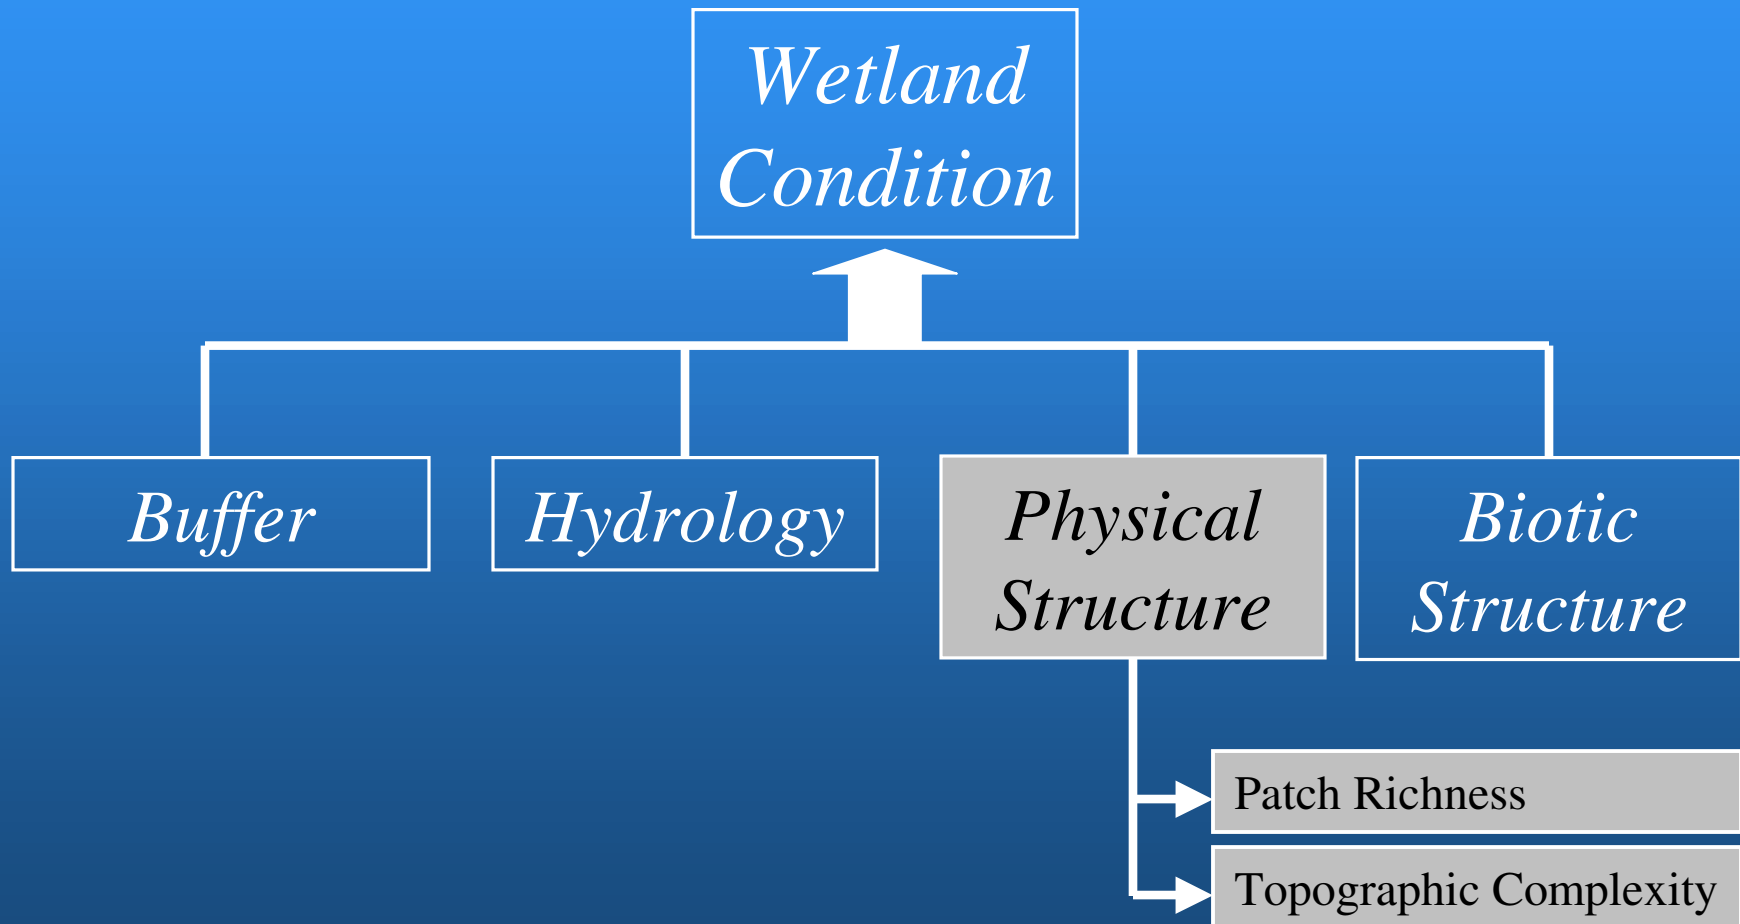 Wetland
Condition
Buffer
Hydrology
Physical
Structure
Biotic
Structure
Patch Richness
Topographic Complexity